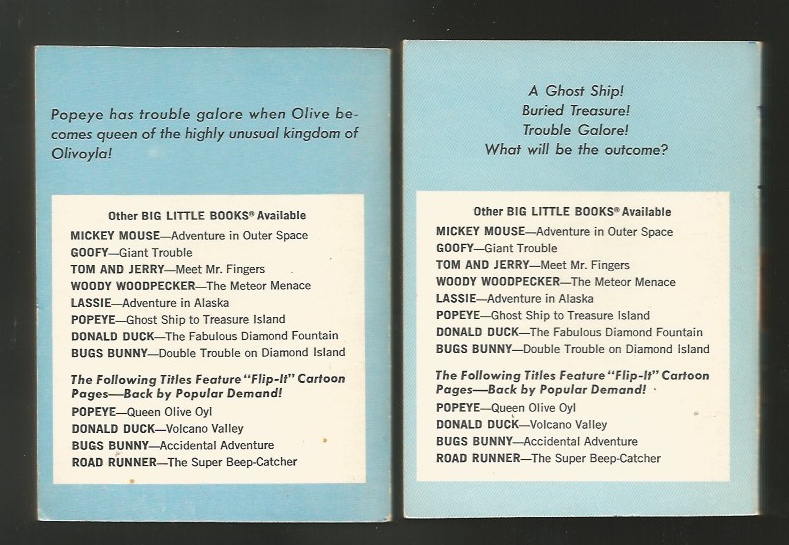 Popeye has trouble galore when Olive be-
comes queen of the highly unusual kingdom of
Olivoyla!
Other BIG LITTLE BOOKS® Available
MICKEY MOUSE—Adventure in Outer Space
GOOFY—Giant Trouble
TOM AND JERRY—Meet Mr. Fingers
WOODY WOODPECKER—The Meteor Menace
LASSIE—Adventure in Alaska
POPEYE—Ghost Ship to Treasure Island
DONALD DUCK—The Fabulous Diamond Fountain
BUGS BUNNY—Double Trouble on Diamond Island
The Following Titles Feature "Flip-It" Cartoon
Pages—Back by Popular Demand!
POPEYE—Queen Olive Oyl
DONALD DUCK—Volcano Valley
BUGS BUNNY—Accidental Adventure
ROAD RUNNER—The Super Beep-Catcher
A Ghost Ship!
Buried Treasure!
Trouble Galore!
What will be the outcome?
Other BIG LITTLE BOOKS® Available
MICKEY MOUSE—Adventure in Outer Space
GOOFY—Giant Trouble
TOM AND JERRY—Meet Mr. Fingers
WOODY WOODPECKER—The Meteor Menace
LASSIE—Adventure in Alaska
POPEYE—Ghost Ship to Treasure Island
DONALD DUCK—The Fabulous Diamond Fountain
BUGS BUNNY—Double Trouble on Diamond Island
The Following Titles Feature "Flip-It" Cartoon
Pages—Back by Popular Demand!
POPEYE—Queen Olive Oyl
DONALD DUCK—Volcano Valley
BUGS BUNNY—Accidental Adventure
ROAD RUNNER—The Super Beep-Catcher